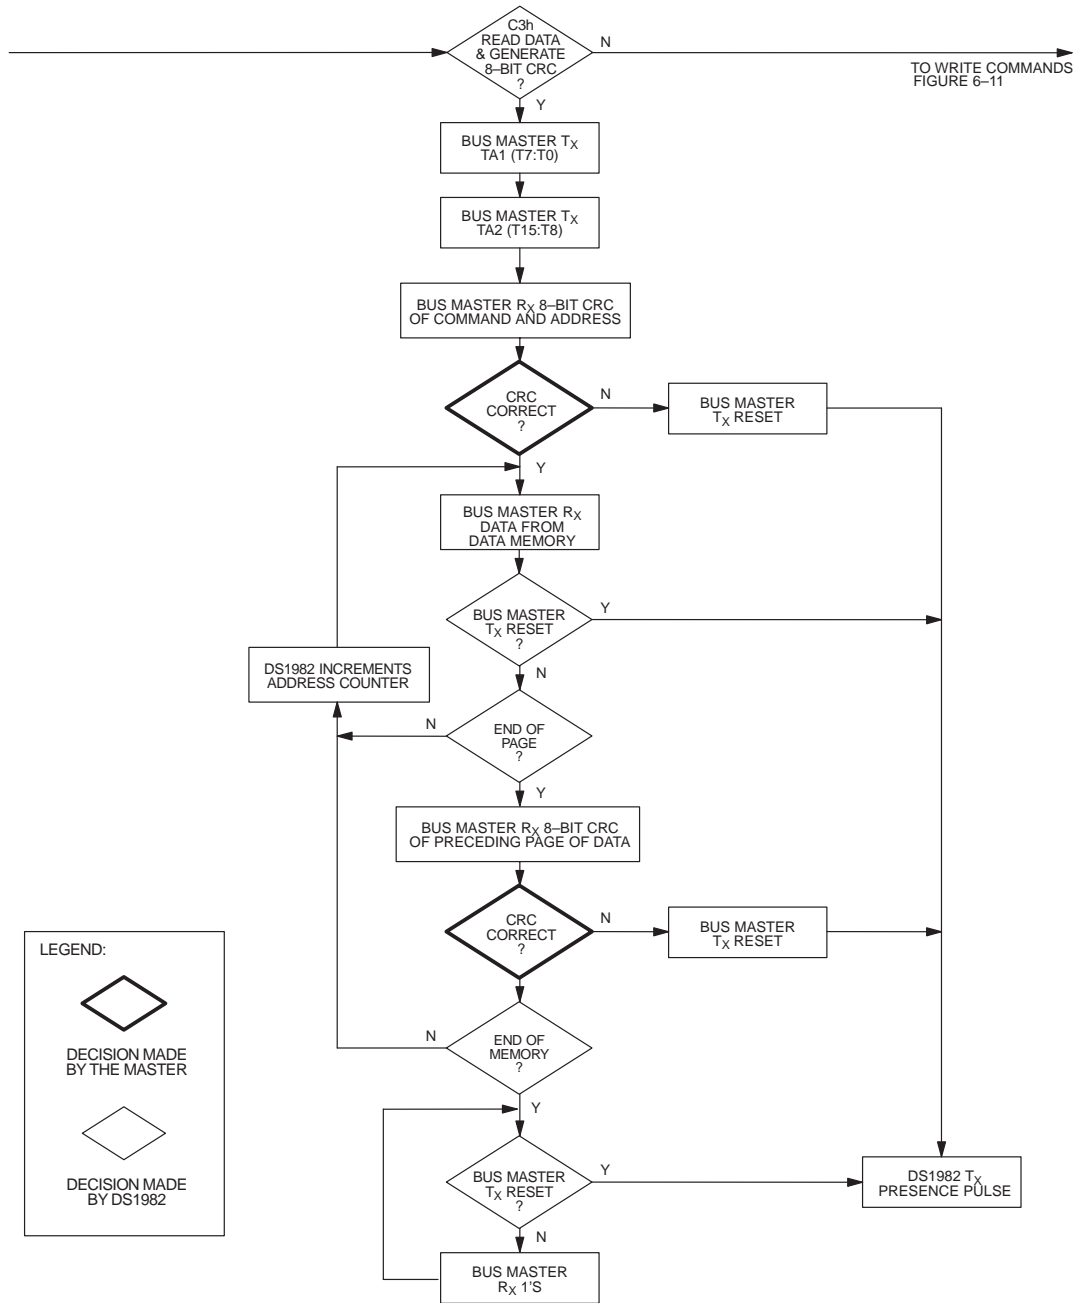 C3h
READ DATA
& GENERATE
8–BIT CRC
?
N
TO WRITE COMMANDS
FIGURE 6–11
Y
BUS MASTER TX
TA1 (T7:T0)
BUS MASTER TX
TA2 (T15:T8)
BUS MASTER RX 8–BIT CRC
OF COMMAND AND ADDRESS
CRC
CORRECT
?
N
BUS MASTER
TX RESET
Y
BUS MASTER RX
DATA FROM
DATA MEMORY
BUS MASTER
TX RESET
?
Y
DS1982 INCREMENTS
ADDRESS COUNTER
N
END OF
PAGE
?
N
Y
BUS MASTER RX 8–BIT CRC
OF PRECEDING PAGE OF DATA
CRC
CORRECT
?
N
BUS MASTER
TX RESET
LEGEND:
DECISION MADE
BY THE MASTER
DECISION MADE
BY DS1982
END OF
MEMORY
?
N
Y
BUS MASTER
TX RESET
?
Y
DS1982 TX
PRESENCE PULSE
N
BUS MASTER
RX 1'S